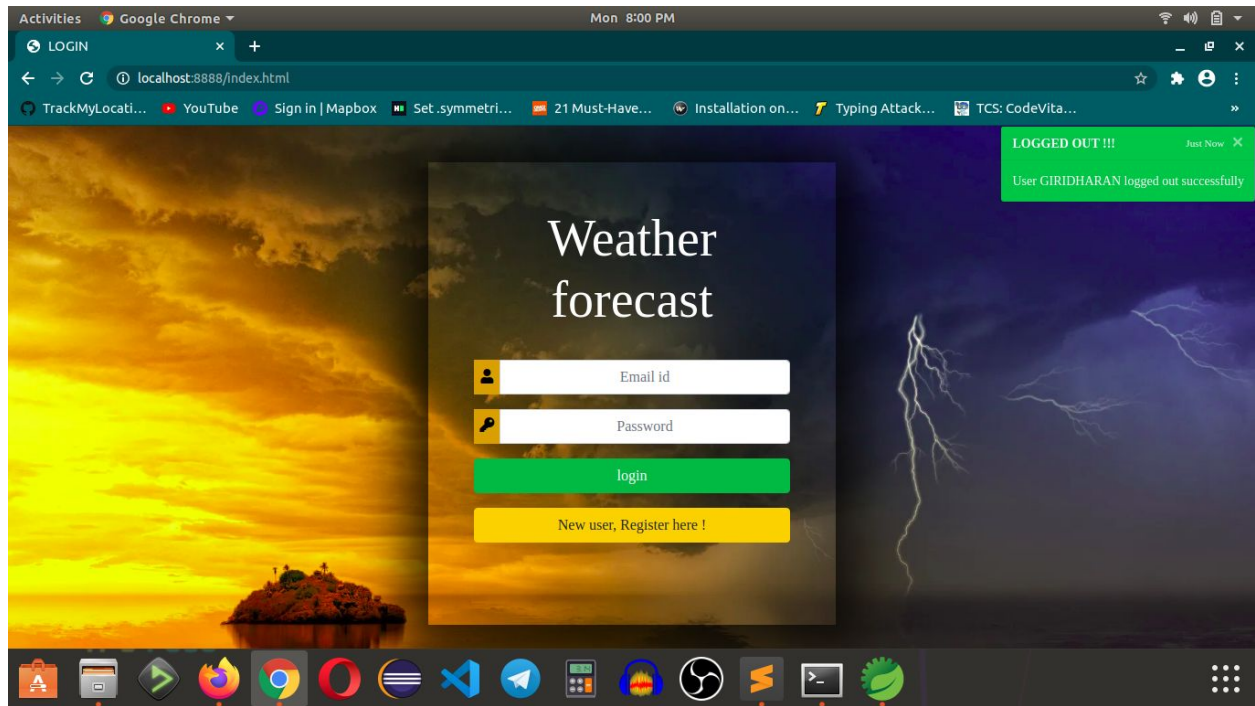 Activities Google Chrome Mon 8:00 PM
LOGIN
localhost:8888/index.html
TrackMyLocati... YouTube Sign in | Mapbox Set .symmetri... 21 Must-Have... Installation on... Typing Attack... TCS: CodeVita... »
LOGGED OUT !!! Just Now ×
User GIRIDHARAN logged out successfully
Weather
forecast
Email id
Password
login
New user, Register here !